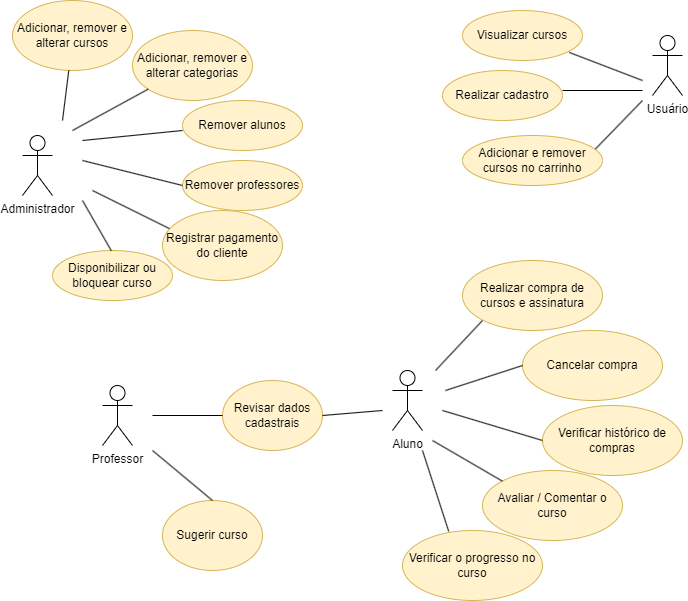 Adicionar, remover e
alterar cursos
Adicionar, remover e
alterar categorias
Remover alunos
Remover professores
Registrar pagamento
do cliente
Disponibilizar ou
bloquear curso
Administrador
Visualizar cursos
Realizar cadastro
Adicionar e remover
cursos no carrinho
Usuário
Realizar compra de
cursos e assinatura
Cancelar compra
Verificar histórico de
compras
Avaliar / Comentar o
curso
Verificar o progresso no
curso
Aluno
Revisar dados
cadastrais
Professor
Sugerir curso